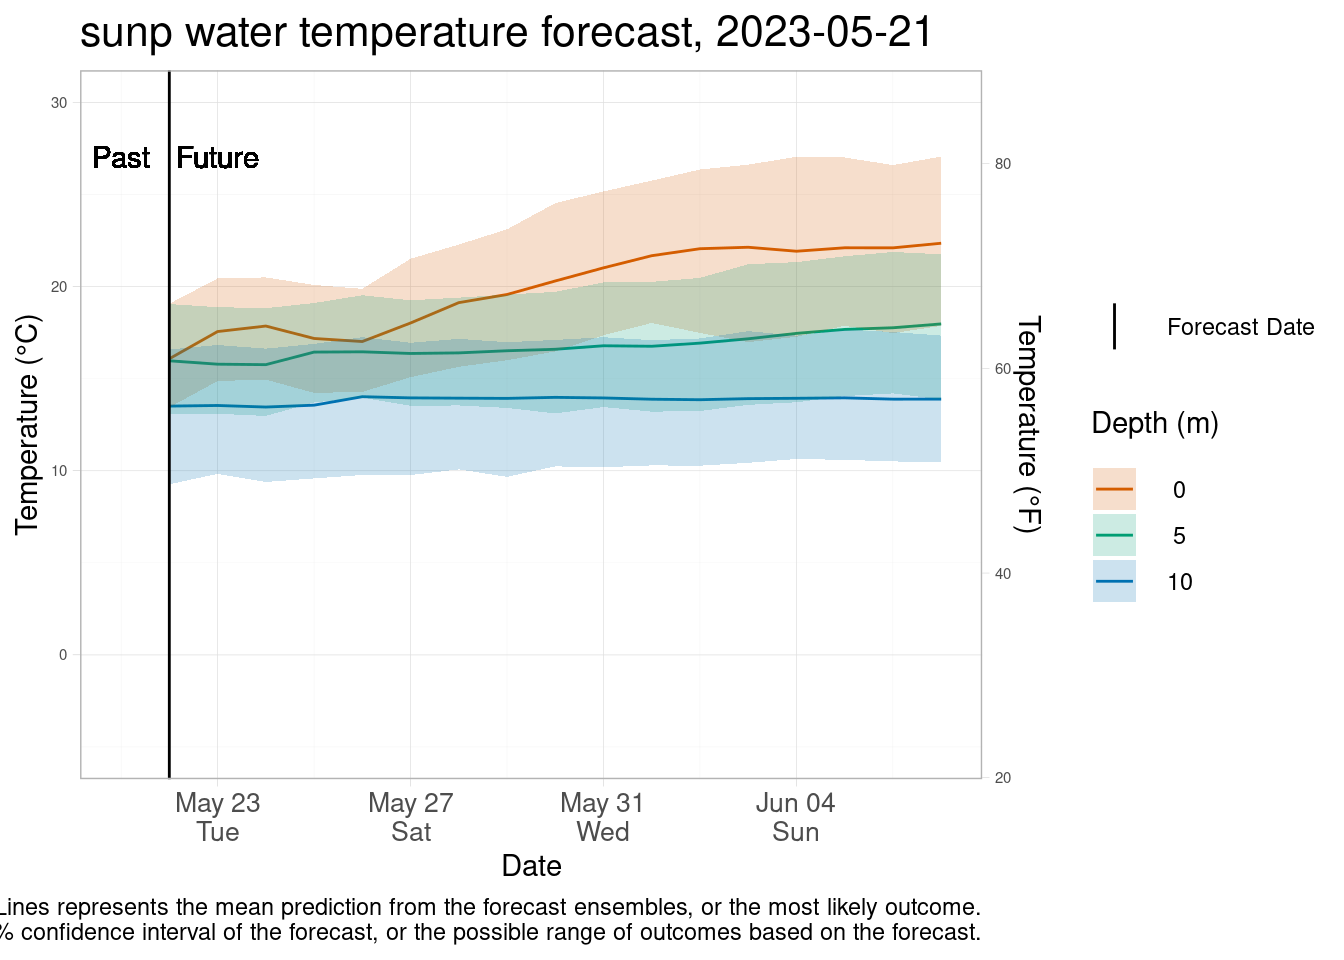 sunp water temperature forecast, 2023-05-21
30
20
10
0
Temperature (°C)
Past
Future
80
60
40
20
Temperature (°F)
May 23
Tue
May 27
Sat
May 31
Wed
Jun 04
Sun
Date
Forecast Date
Depth (m)
0
5
10
Lines represents the mean prediction from the forecast ensembles, or the most likely outcome.
% confidence interval of the forecast, or the possible range of outcomes based on the forecast.